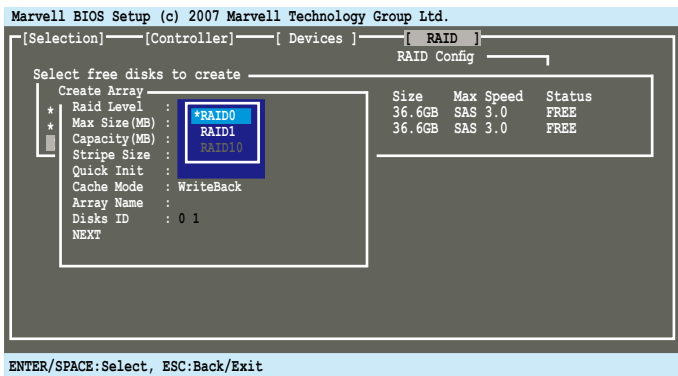 Marvell BIOS Setup (c) 2007 Marvell Technology Group Ltd.
[Selection] [Controller] [ Devices ] [ RAID ]
RAID Config
Select free disks to create
Create Array
Size Max Speed Status
* Raid Level : *RAID0 36.6GB SAS 3.0 FREE
* Max Size(MB) : RAID1 36.6GB SAS 3.0 FREE
Capacity(MB) : RAID10
Stripe Size :
Quick Init :
Cache Mode : WriteBack
Array Name :
Disks ID : 0 1
NEXT
ENTER/SPACE:Select, ESC:Back/Exit